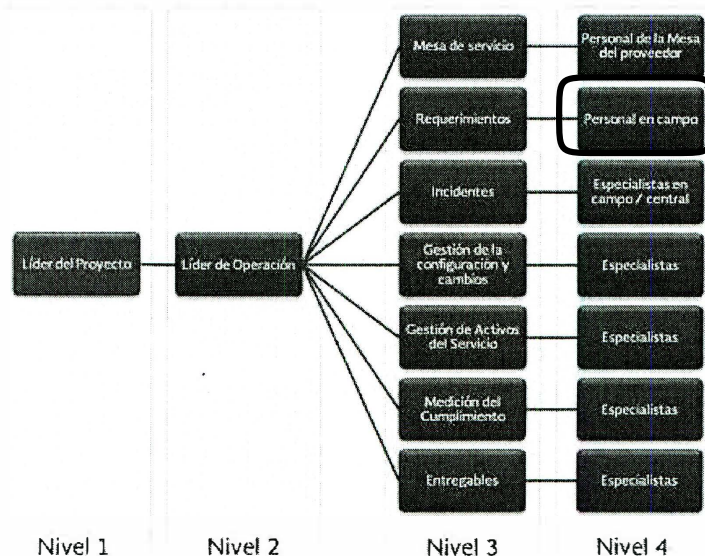 Mesa de servicio
Personal de la Mesa
del proveedor
Requerimientos
Personal en campo
Incidentes
Especialistas en
campo / central
Líder del Proyecto
Líder de Operación
Gestión de la
configuración y
cambios
Especialistas
Gestión de Activos
del Servicio
Especialistas
Medición del
Cumplimiento
Especialistas
Entregables
Especialistas
Nivel 1
Nivel 2
Nivel 3
Nivel 4